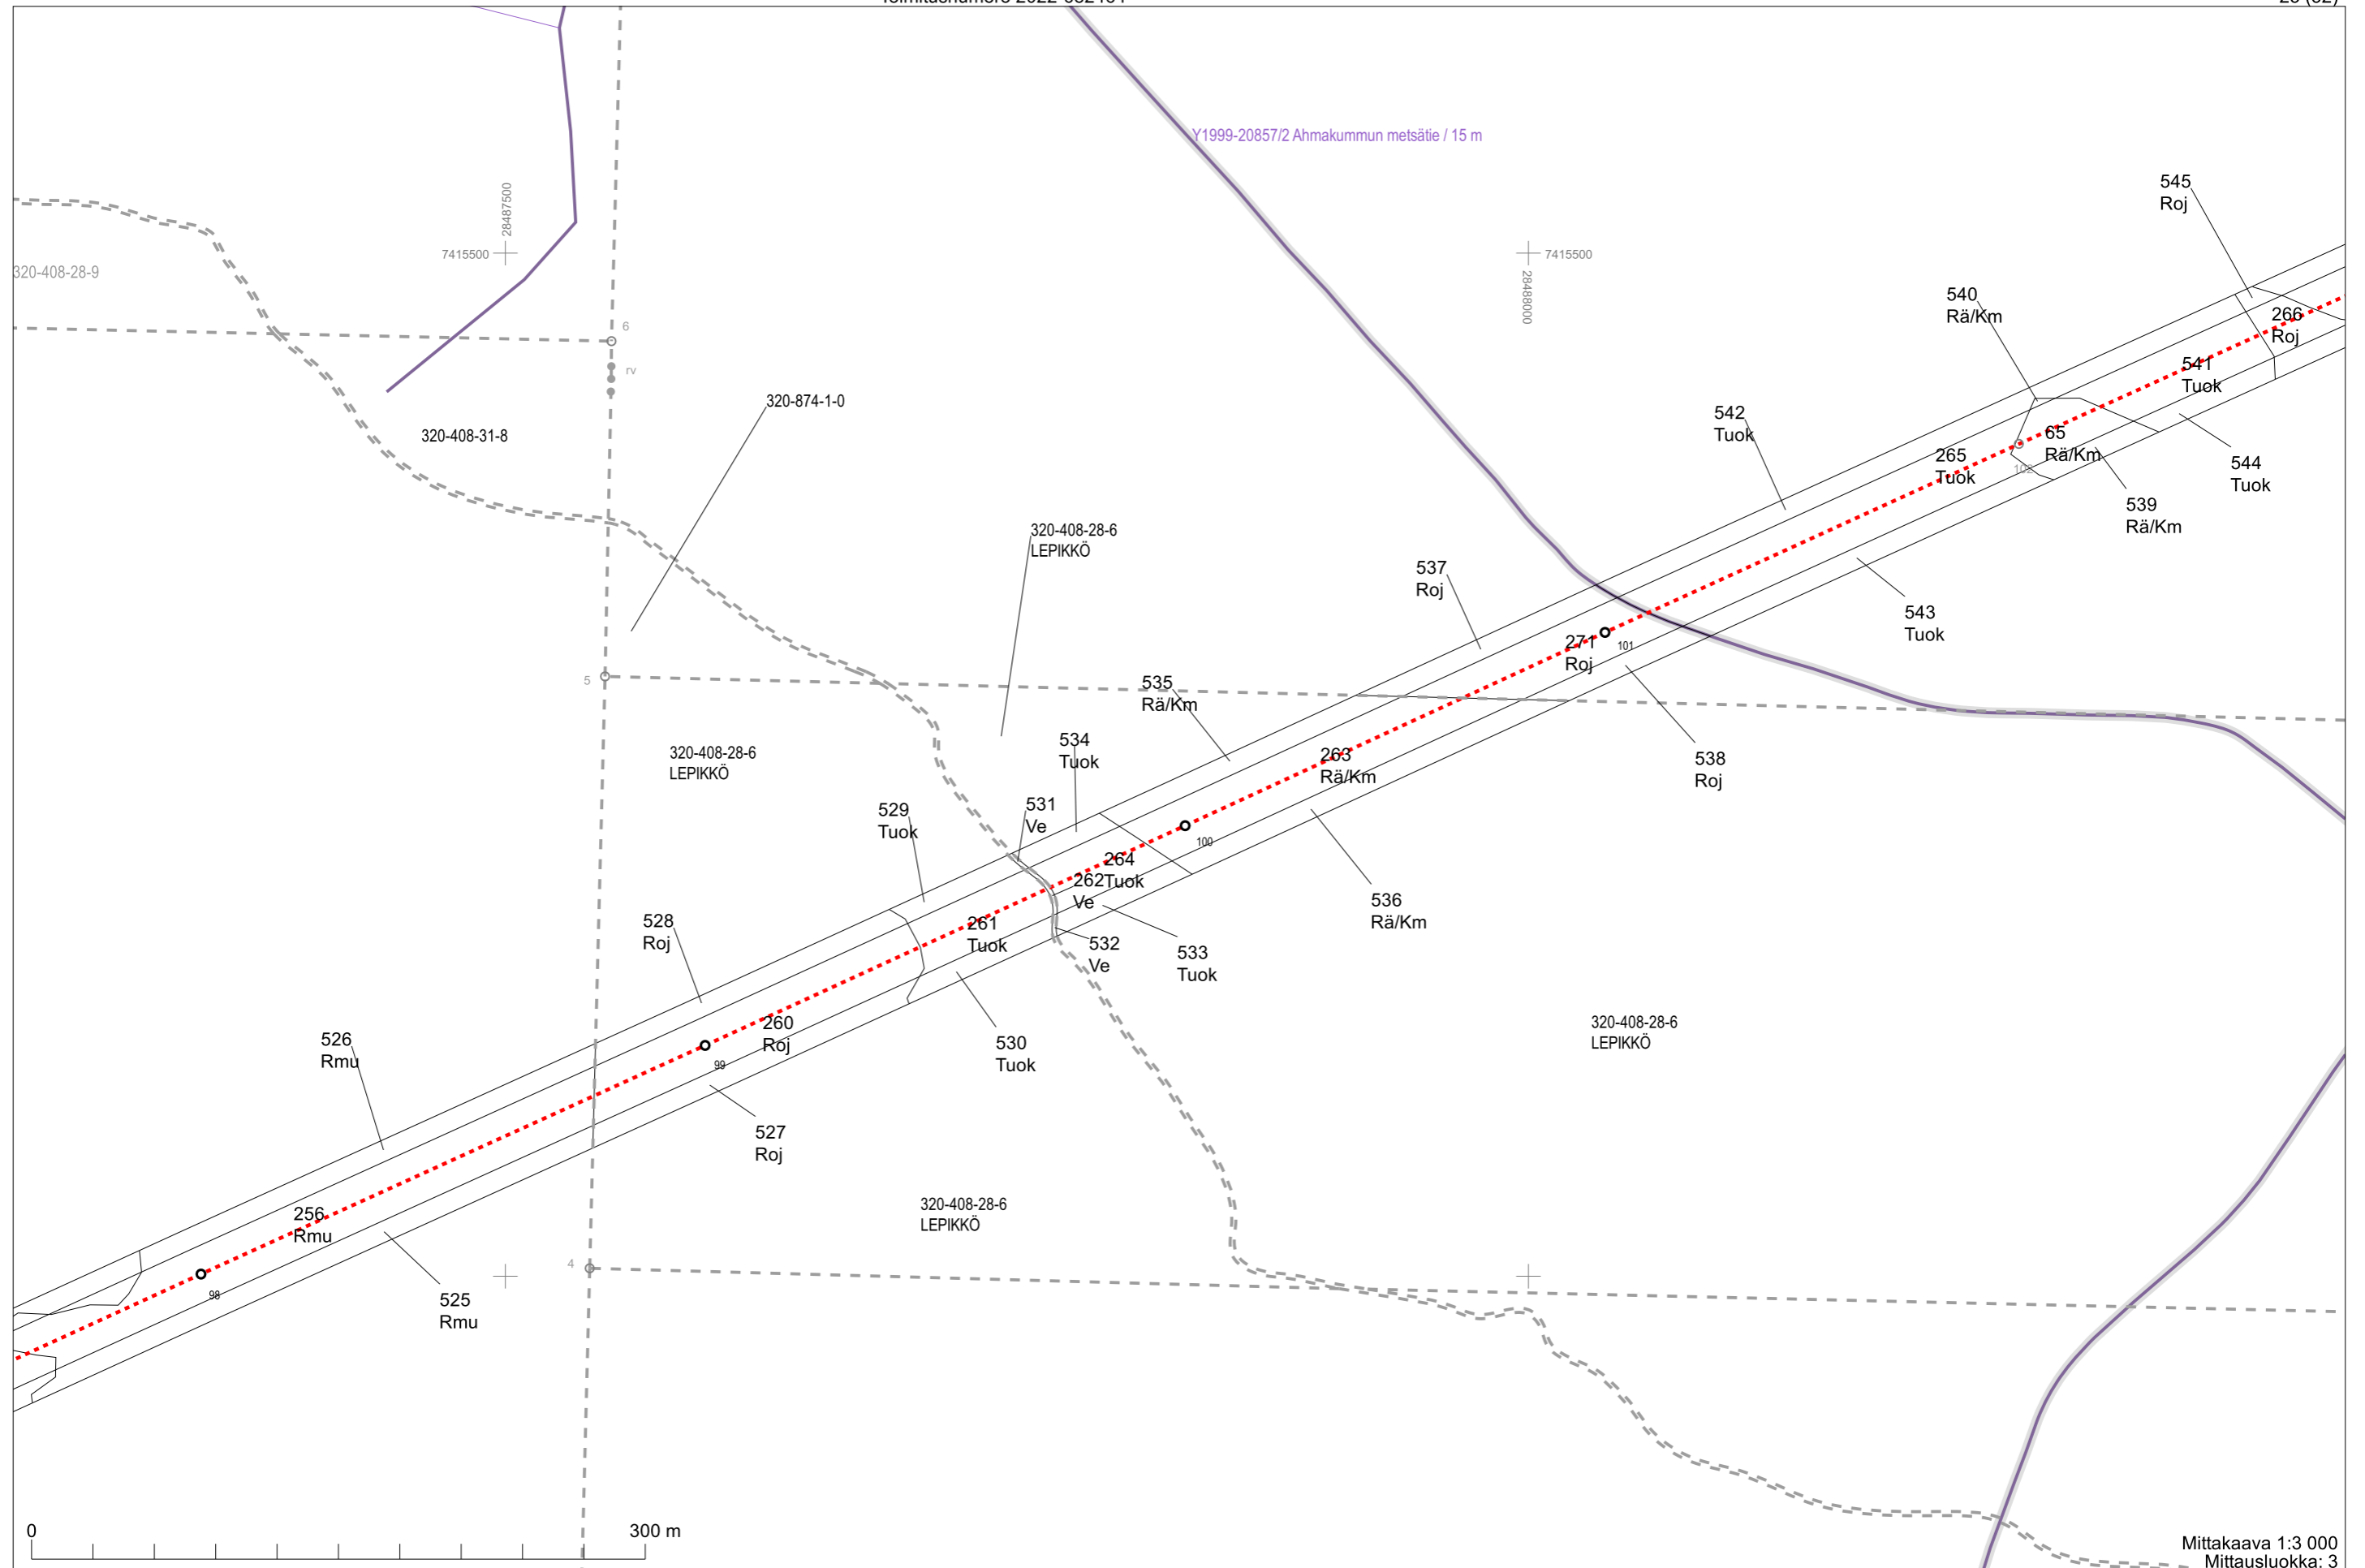 Y1999-20857/2 Ahmakummun metsätie / 15 m
545
Roj
28487500
7415500
7415500
28488000
320-408-28-9
540
Rä/Km
266
Roj
6
rv
541
Tuok
320-874-1-0
542
Tuok
320-408-31-8
65
Rä/Km
265
Tuok
102
544
Tuok
539
Rä/Km
320-408-28-6
LEPIKKÖ
537
Roj
543
Tuok
271
Roj
101
5
535
Rä/Km
534
Tuok
320-408-28-6
LEPIKKÖ
263
Rä/Km
538
Roj
529
Tuok
531
Ve
100
264
Tuok
262
Ve
536
Rä/Km
528
Roj
261
Tuok
532
Ve
533
Tuok
260
Roj
99
530
Tuok
320-408-28-6
LEPIKKÖ
526
Rmu
527
Roj
320-408-28-6
LEPIKKÖ
256
Rmu
4
98
525
Rmu
0
300 m
Mittakaava 1:3 000
Mittausluokka: 3